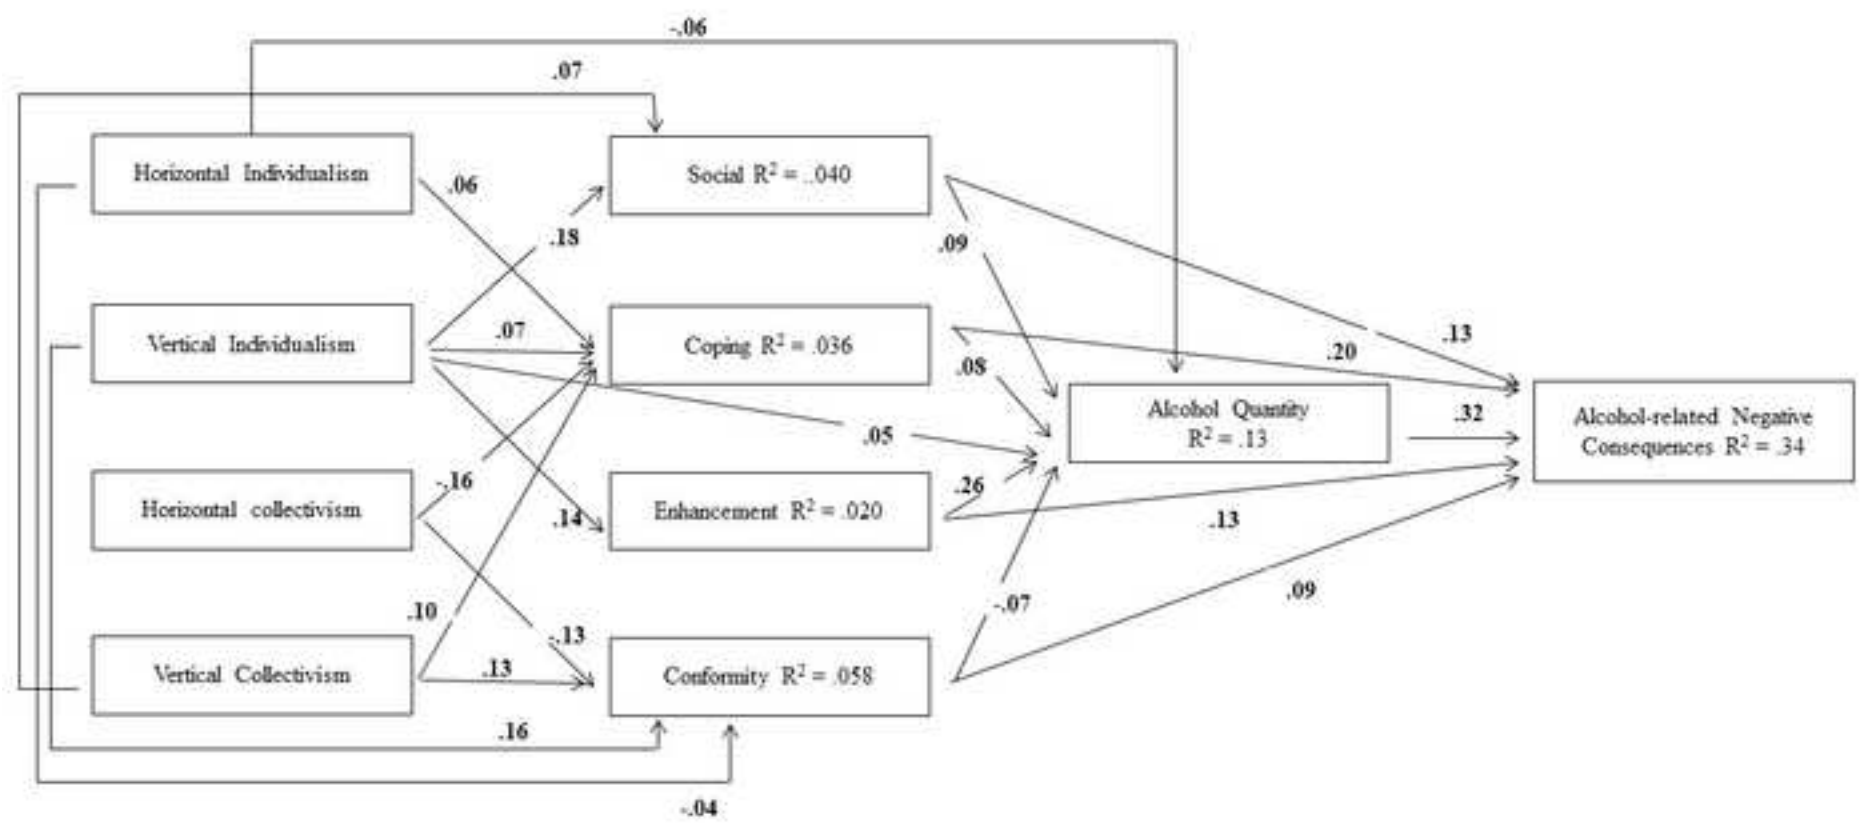 -.06
.07
Horizontal Individualism
.06
.18
Social R² = ..040
.09
Vertical Individualism
.07
Coping R² = .036
.08
.20
.13
.05
Alcohol Quantity
R² = .13
.32
Alcohol-related Negative
Consequences R² = .34
Horizontal collectivism
-.16
.14
Enhancement R² = .020
.26
.13
.10
-.13
-.07
.09
Vertical Collectivism
.13
Conformity R² = .058
.16
-.04